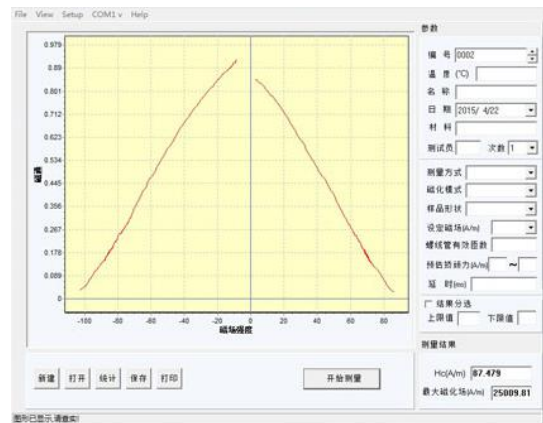 File View Setup COM1 v Help
参数
编 号 0002
温 度 (℃)
名 称
日 期 2015/ 4/22
材 料
测试员 次数 1
测量方式
磁化模式
样品形状
设定磁场(A/m)
螺线管有效匝数
预估矫顽力(A/m) ~
延 时(ms)
结果分选
上限值 下限值
测量结果
Hc(A/m) 87.479
最大磁化场(A/m) 25009.81
0.979
0.89
0.801
0.712
0.623
0.534
0.445
0.356
0.267
0.178
0.089
0
-100 -80 -60 -40 -20 0 20 40 60 80
磁场强度
新建 打开 统计 保存 打印 开始测量
图形已显示,请查实!